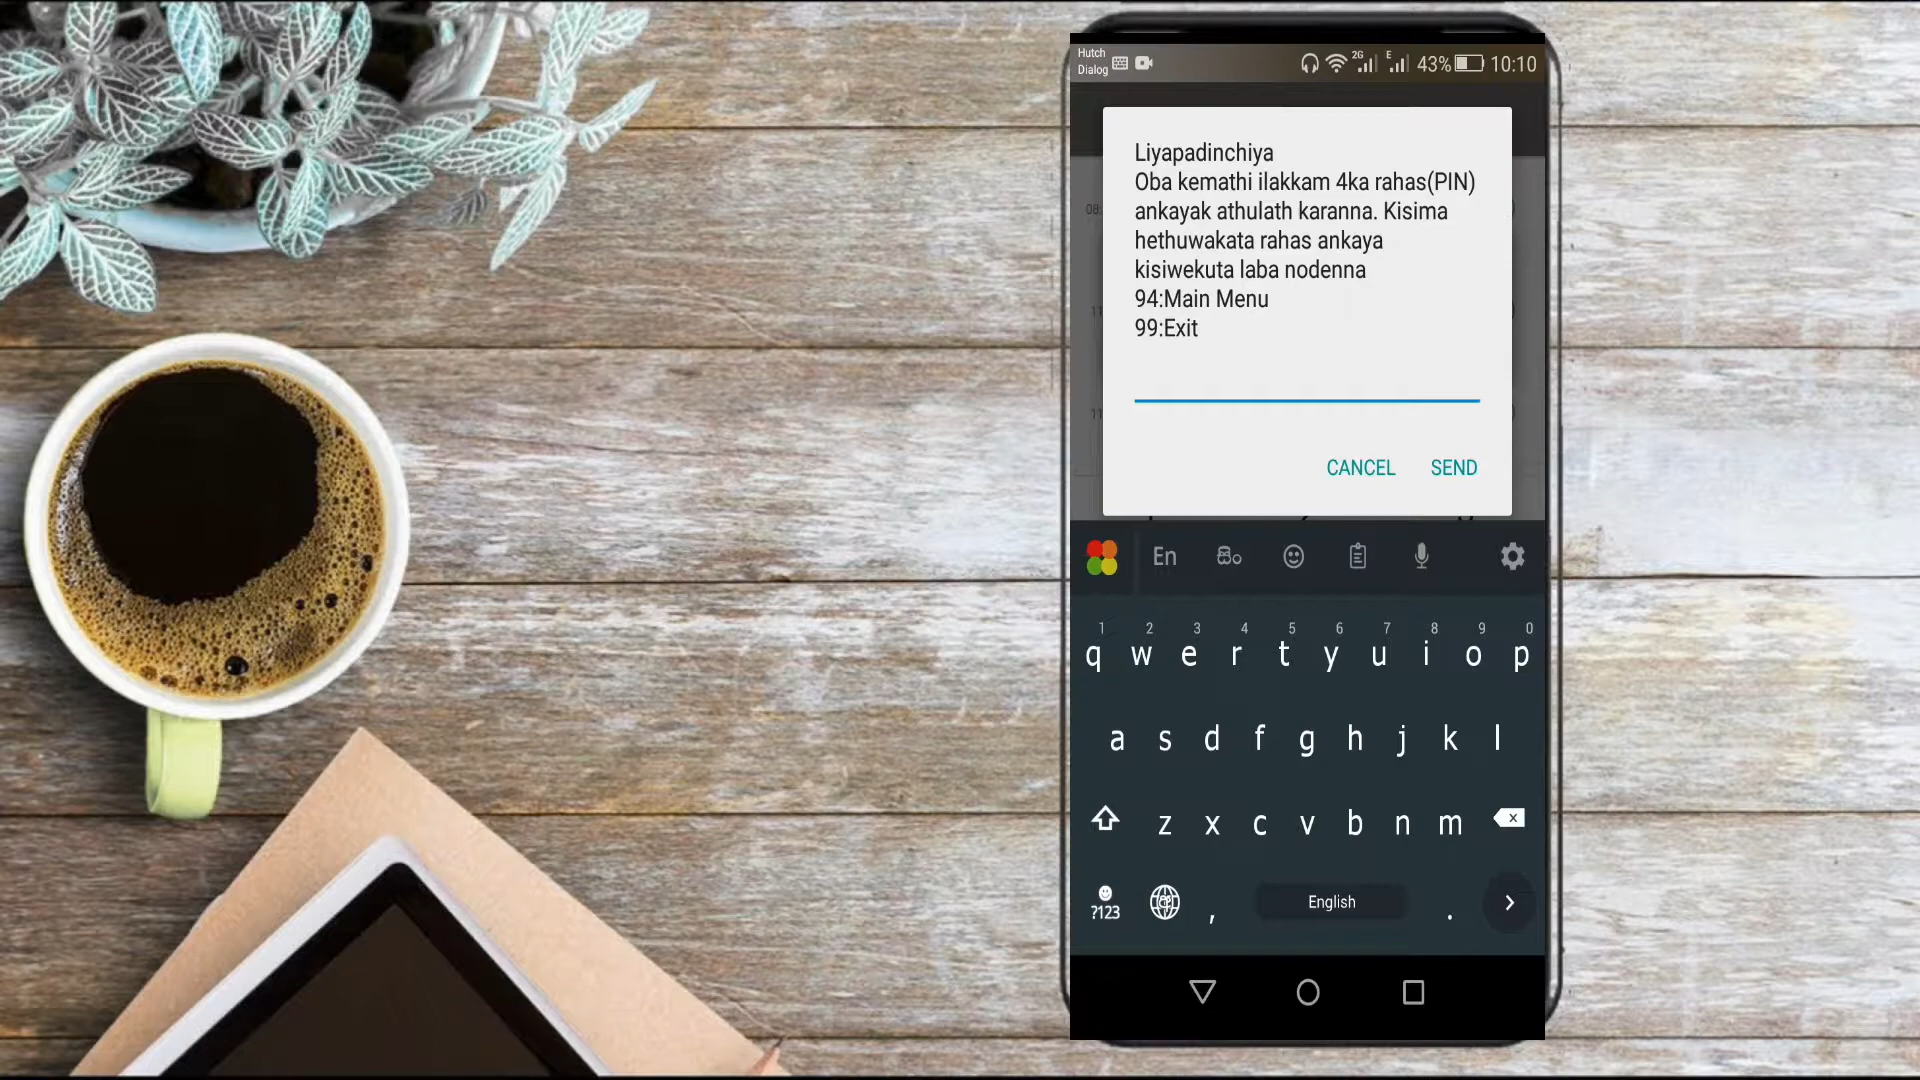 Hutch
Dialog
2G
E
43%
10:10
Liyapadinchiya
Oba kemathi ilakkam 4ka rahas(PIN)
ankayak athulath karanna. Kisima
hethuwakata rahas ankaya
kisiwekuta laba nodenna
94:Main Menu
99:Exit
CANCEL SEND
En සිං
1 2 3 4 5 6 7 8 9 0
q w e r t y u i o p
a s d f g h j k l
z x c v b n m
?123 , English .